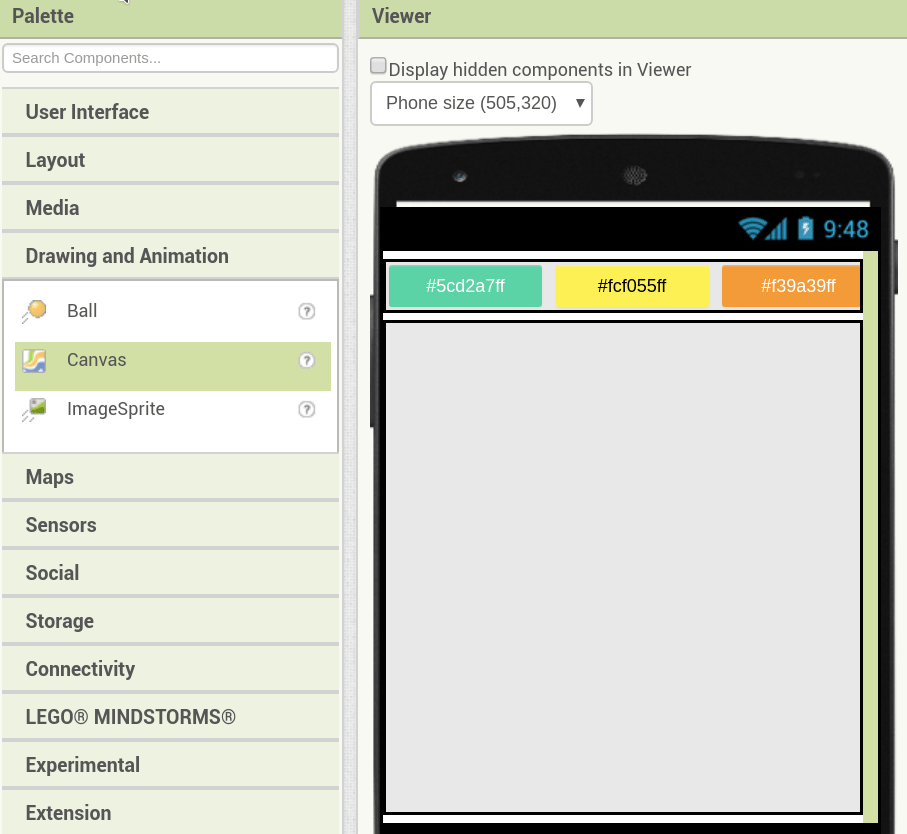 Palette
Search Components...
User Interface
Layout
Media
Drawing and Animation
Ball ?
Canvas ?
ImageSprite ?
Maps
Sensors
Social
Storage
Connectivity
LEGO® MINDSTORMS®
Experimental
Extension
Viewer
Display hidden components in Viewer
Phone size (505,320)
9:48
#5cd2a7ff #fcf055ff #f39a39ff